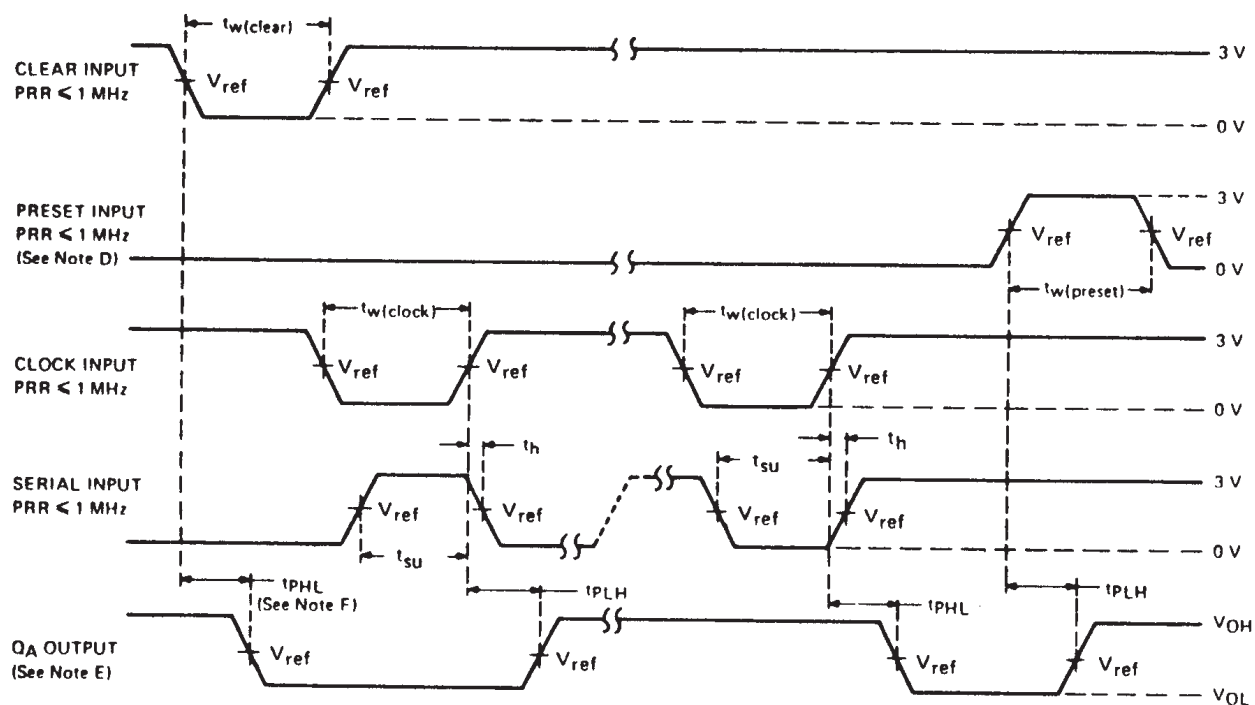 tw(clear)
CLEAR INPUT
PRR ≤ 1 MHz
Vref
Vref
3 V
0 V
PRESET INPUT
PRR ≤ 1 MHz
(See Note D)
Vref
Vref
3 V
0 V
tw(preset)
tw(clock)
tw(clock)
CLOCK INPUT
PRR ≤ 1 MHz
Vref
Vref
Vref
Vref
3 V
0 V
th
tsu
th
SERIAL INPUT
PRR ≤ 1 MHz
Vref
Vref
Vref
Vref
3 V
0 V
tsu
tPHL
(See Note F)
tPLH
tPHL
tPLH
QA OUTPUT
(See Note E)
Vref
Vref
Vref
Vref
VOH
VOL